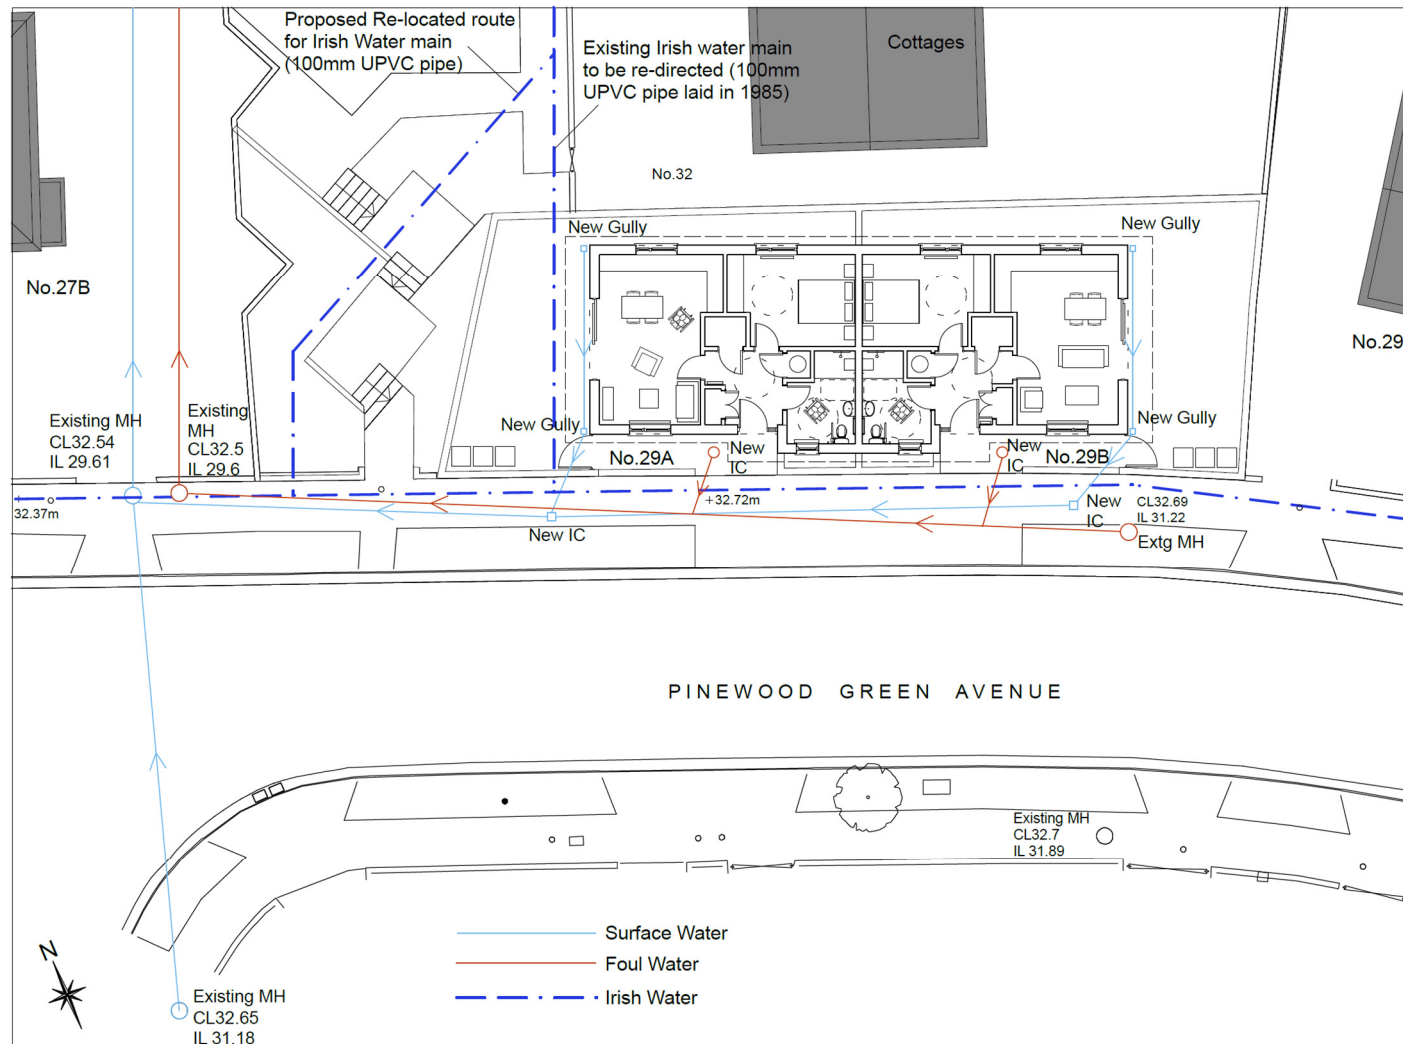 Proposed Re-located route
for Irish Water main
(100mm UPVC pipe)
Existing Irish water main
to be re-directed (100mm
UPVC pipe laid in 1985)
Cottages
No.32
New Gully
New Gully
No.27B
No.29
Existing MH
CL32.54
IL 29.61
Existing
MH
CL32.5
IL 29.6
New Gully
New Gully
No.29A
New
IC
New
IC
No.29B
32.37m
+32.72m
New IC
New
IC
CL32.69
IL 31.22
Extg MH
PINEWOOD GREEN AVENUE
Existing MH
CL32.7
IL 31.89
Surface Water
Foul Water
Irish Water
N
Existing MH
CL32.65
IL 31.18